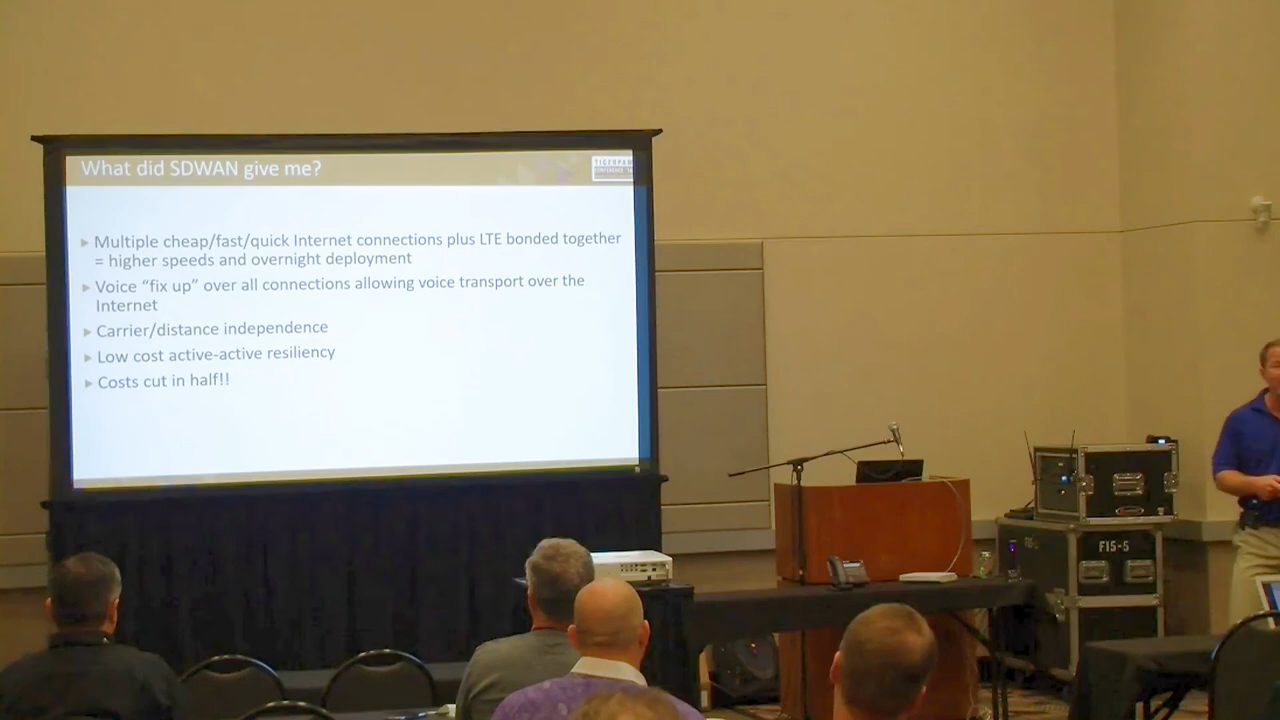 What did SDWAN give me?
TIGERPAW
CONFERENCE
Multiple cheap/fast/quick Internet connections plus LTE bonded together
= higher speeds and overnight deployment
Voice “fix up” over all connections allowing voice transport over the
Internet
Carrier/distance independence
Low cost active-active resiliency
Costs cut in half!!
FIS-5